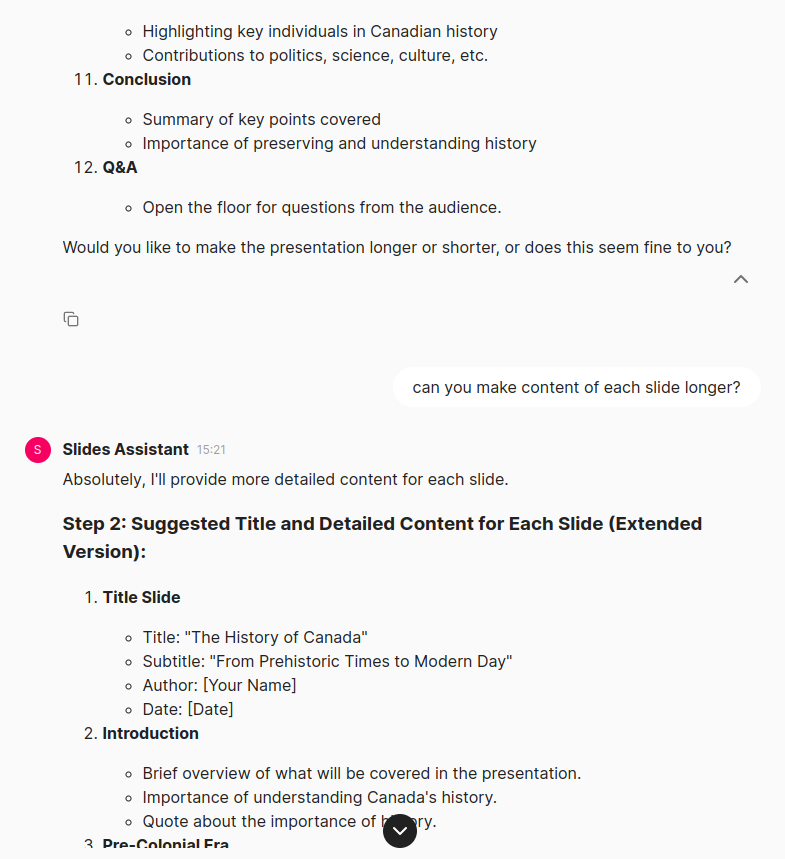 Highlighting key individuals in Canadian history
Contributions to politics, science, culture, etc.
11. Conclusion
Summary of key points covered
Importance of preserving and understanding history
12. Q&A
Open the floor for questions from the audience.
Would you like to make the presentation longer or shorter, or does this seem fine to you?
can you make content of each slide longer?
S Slides Assistant 15:21
Absolutely, I'll provide more detailed content for each slide.
Step 2: Suggested Title and Detailed Content for Each Slide (Extended
Version):
1. Title Slide
Title: "The History of Canada"
Subtitle: "From Prehistoric Times to Modern Day"
Author: [Your Name]
Date: [Date]
2. Introduction
Brief overview of what will be covered in the presentation.
Importance of understanding Canada's history.
Quote about the importance of history.
3. Pre-Colonial Era